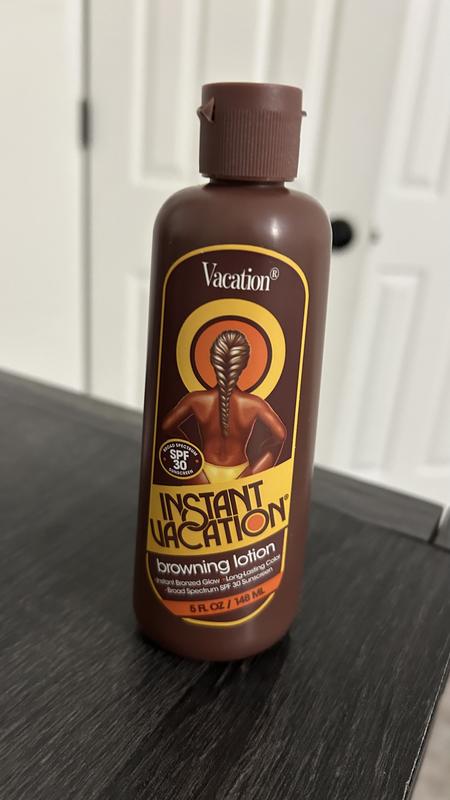 Vacation®
BROAD SPECTRUM
SPF
30
SUNSCREEN
INSTANT
VACATION®
browning lotion
•Instant Bronzed Glow •Long-Lasting Color
•Broad Spectrum SPF 30 Sunscreen
5 FL OZ / 148 ML